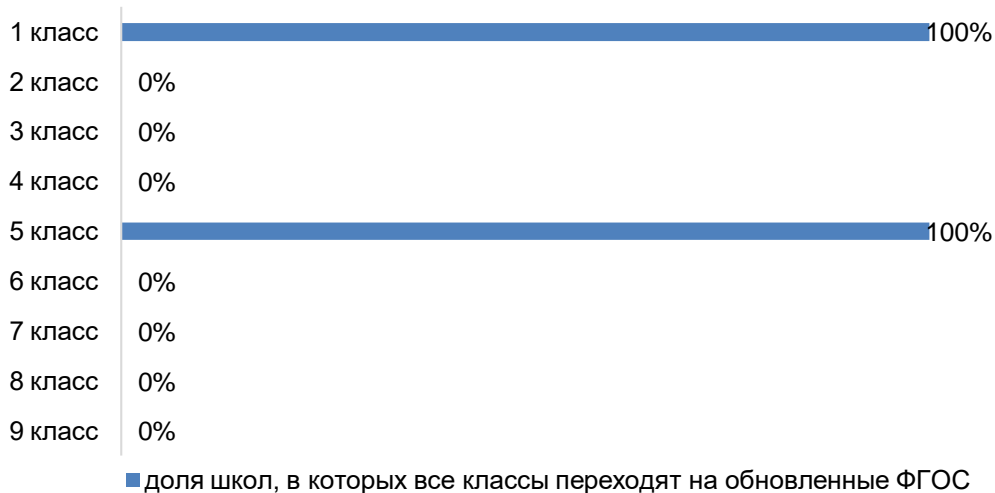 1 класс 100%
2 класс 0%
3 класс 0%
4 класс 0%
5 класс 100%
6 класс 0%
7 класс 0%
8 класс 0%
9 класс 0%
доля школ, в которых все классы переходят на обновленные ФГОС